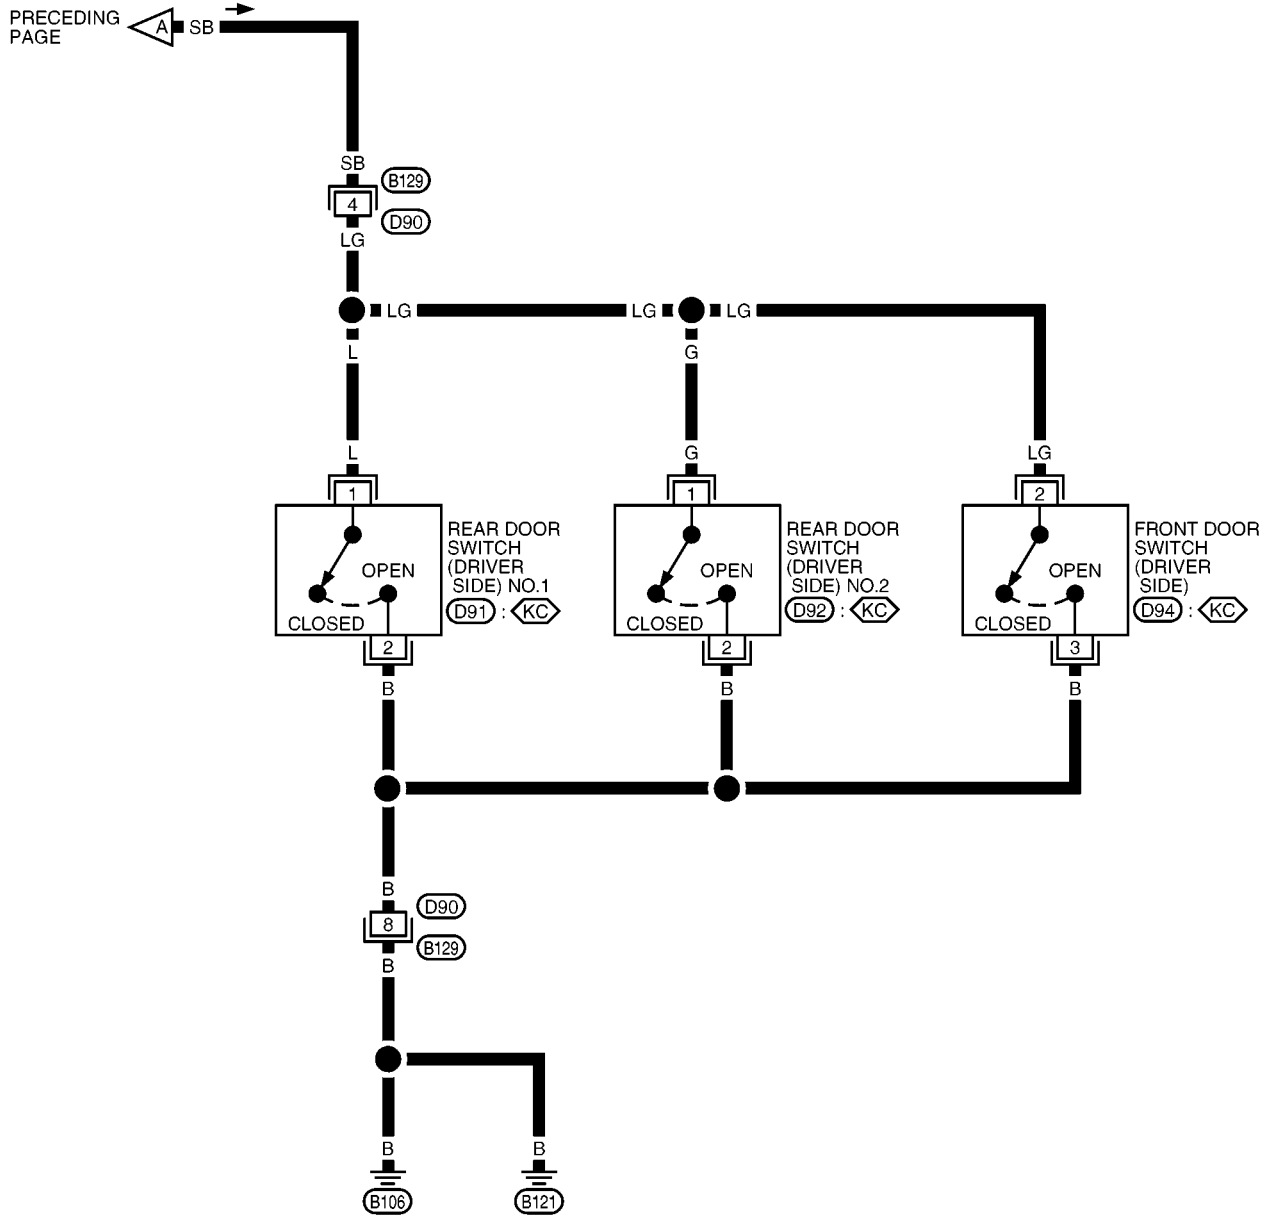 PRECEDING
PAGE
A
SB
SB
B129
4
D90
LG
LG
LG
LG
L
G
L
G
LG
1
1
2
REAR DOOR
SWITCH
(DRIVER
SIDE) NO.1
D91 : KC
OPEN
CLOSED
REAR DOOR
SWITCH
(DRIVER
SIDE) NO.2
D92 : KC
OPEN
CLOSED
FRONT DOOR
SWITCH
(DRIVER
SIDE)
D94 : KC
OPEN
CLOSED
2
2
3
B
B
B
B
D90
8
B129
B
B
B
B106
B121